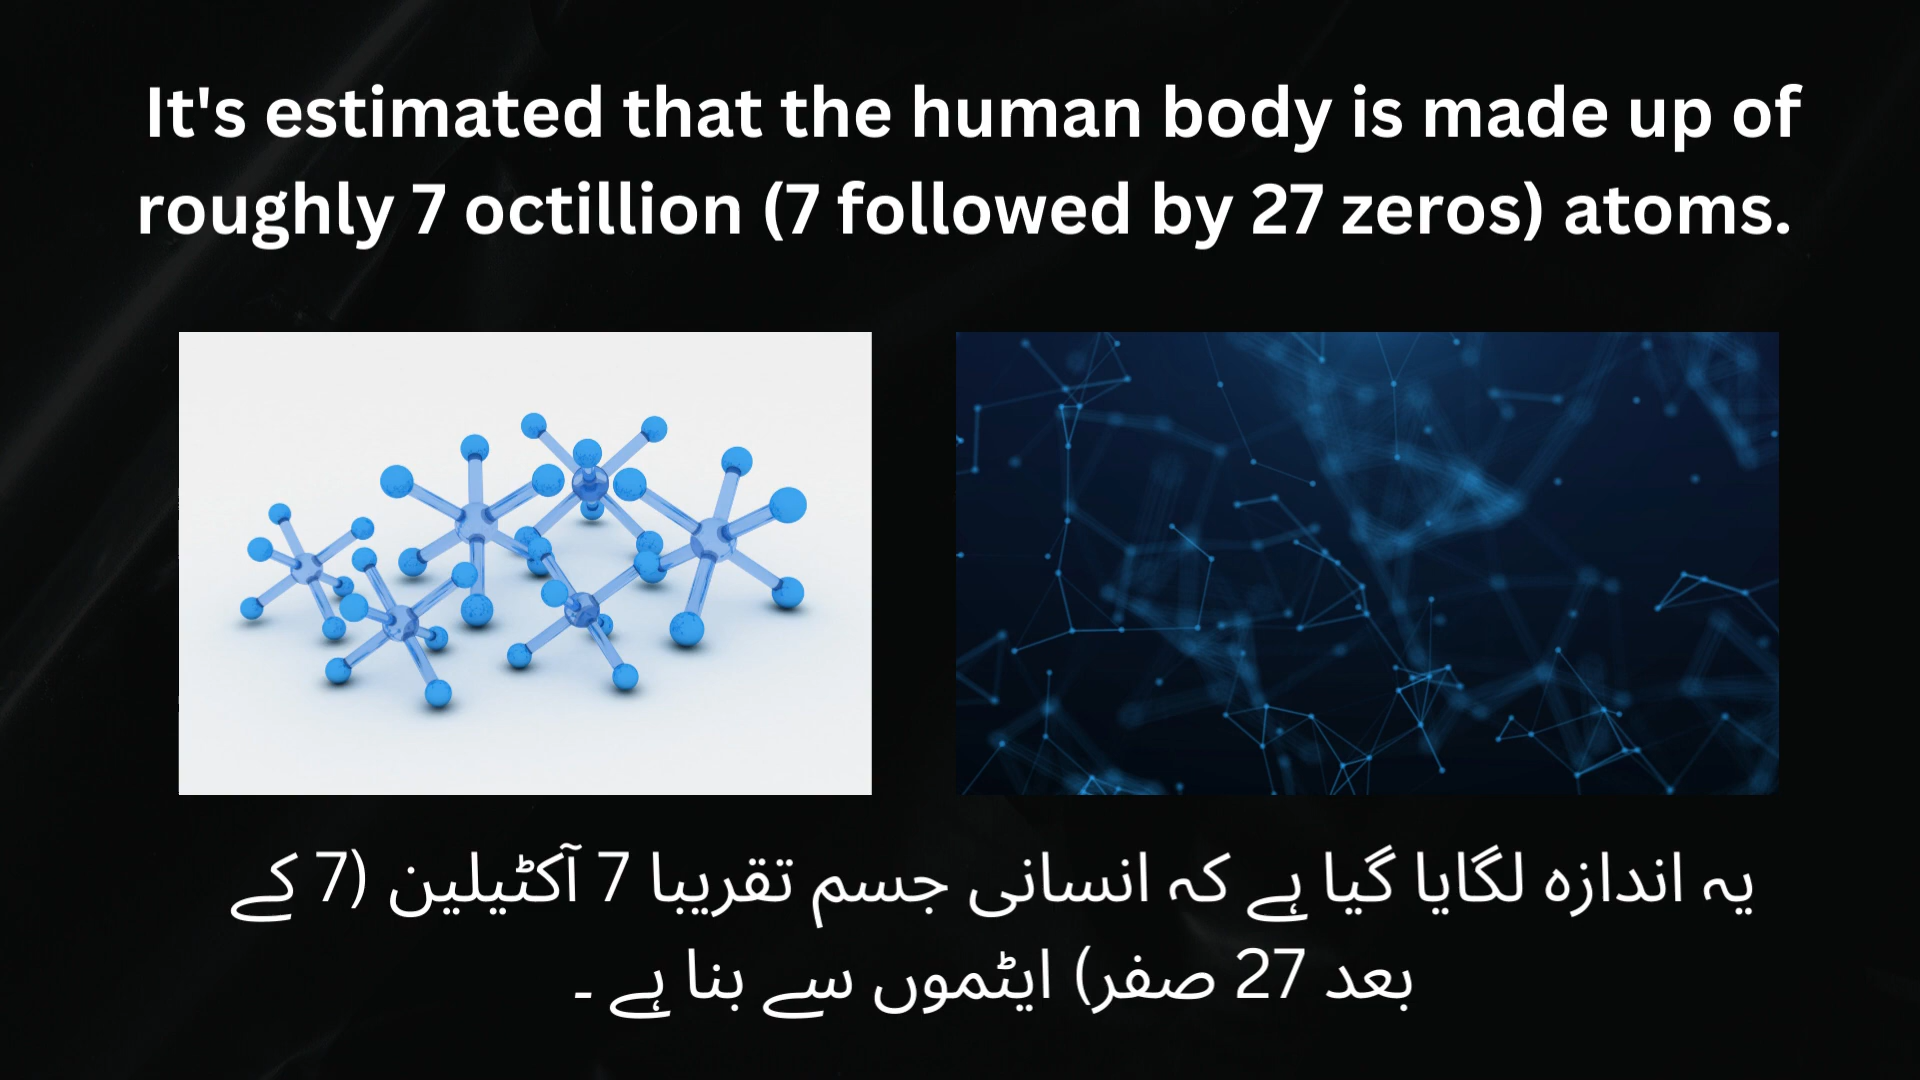 It's estimated that the human body is made up of
roughly 7 octillion (7 followed by 27 zeros) atoms.
یہ اندازہ لگایا گیا ہے کہ انسانی جسم تقریبا 7 آکٹیلین (7 کے
بعد 27 صفر) ایٹموں سے بنا ہے ۔